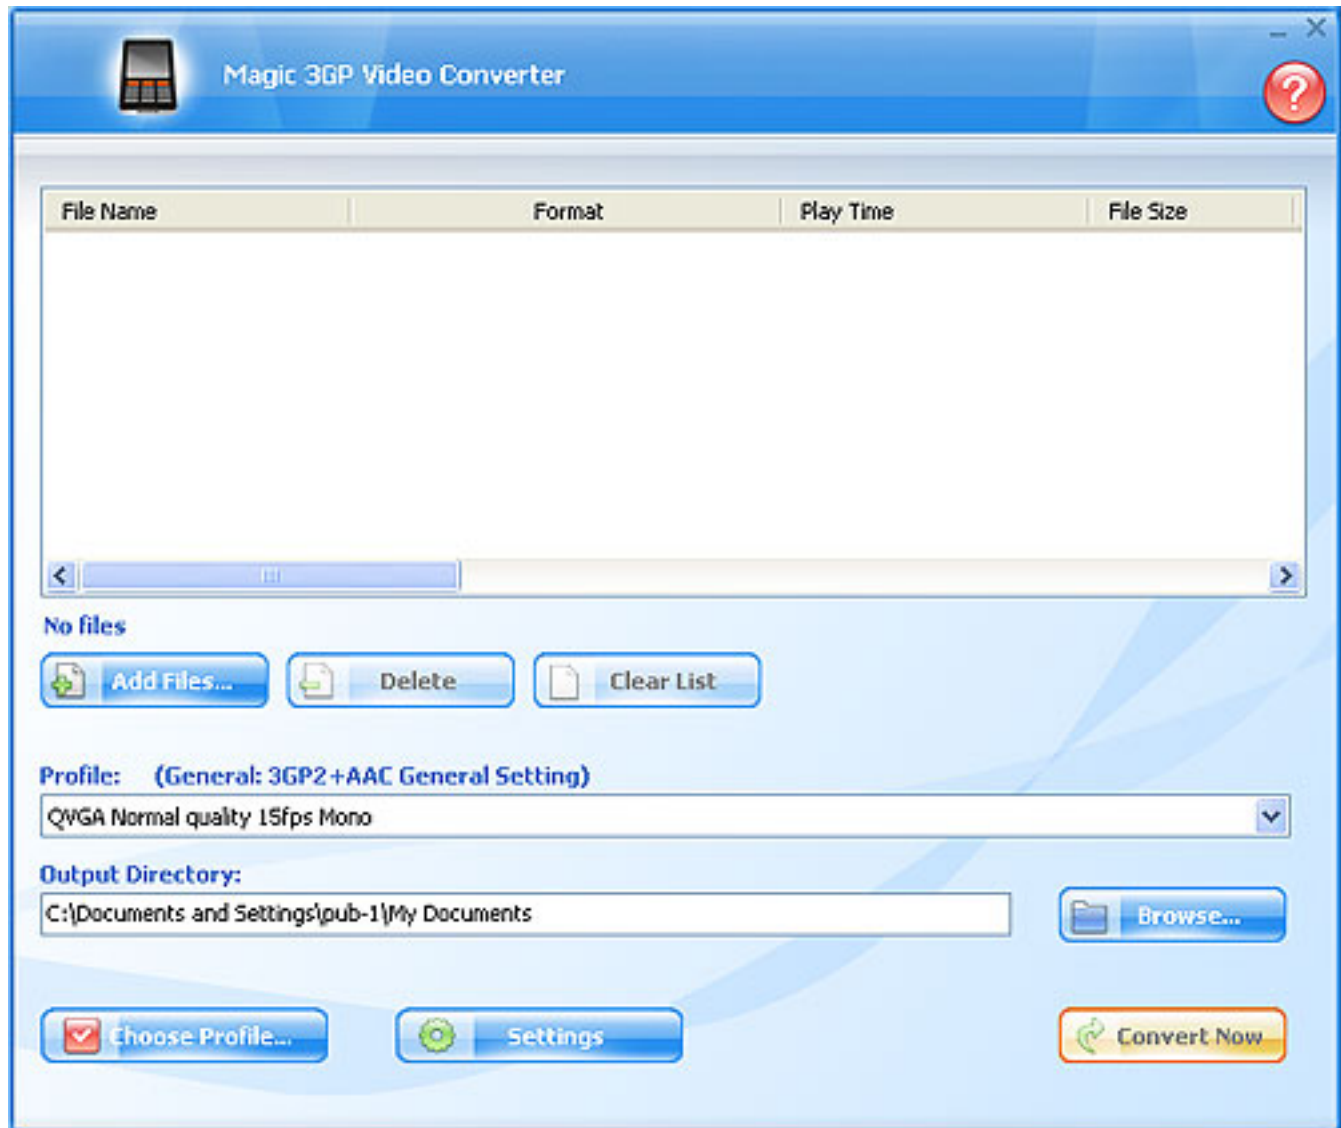 Magic 3GP Video Converter
File Name Format Play Time File Size
No files
Add Files... Delete Clear List
Profile: (General: 3GP2+AAC General Setting)
QVGA Normal quality 15fps Mono
Output Directory:
C:\Documents and Settings\pub-1\My Documents
Browse...
Choose Profile... Settings Convert Now